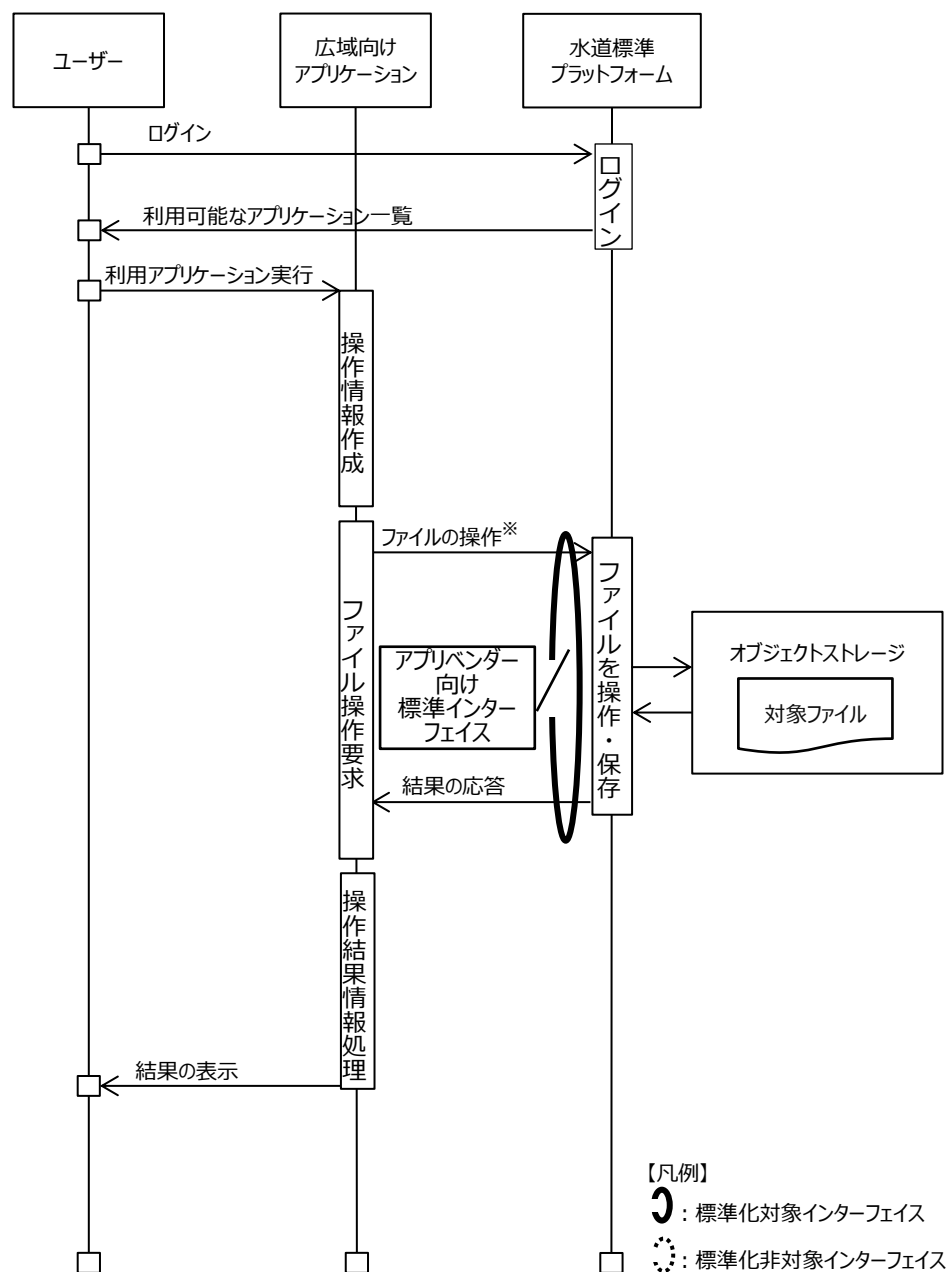 ユーザー
広域向け
アプリケーション
水道標準
プラットフォーム
ログイン
ログイン
利用可能なアプリケーション一覧
利用アプリケーション実行
操作情報作成
ファイルの操作※
ファイル操作要求
ファイルを操作・保存
アプリベンダー
向け
標準インター
フェイス
オブジェクトストレージ
対象ファイル
結果の応答
操作結果情報処理
結果の表示
【凡例】
：標準化対象インターフェイス
：標準化非対象インターフェイス